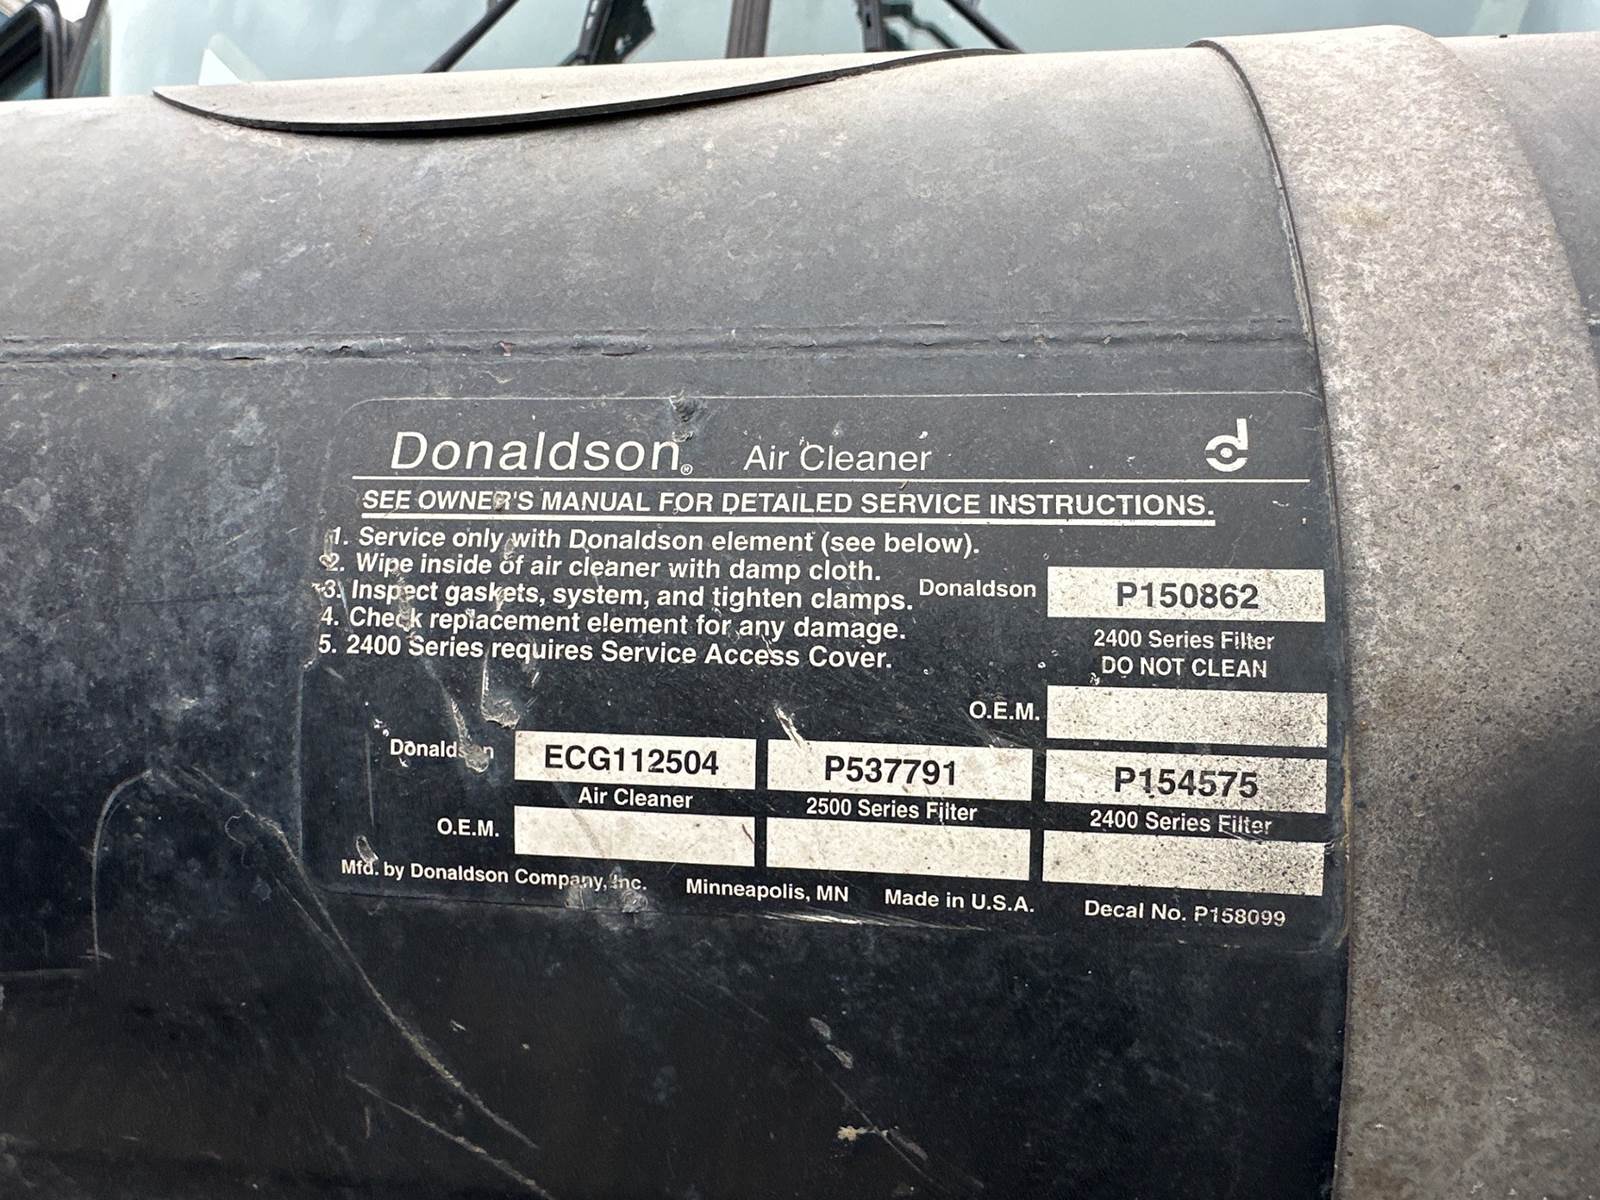 Donaldson® Air Cleaner
SEE OWNER'S MANUAL FOR DETAILED SERVICE INSTRUCTIONS.
1. Service only with Donaldson element (see below).
2. Wipe inside of air cleaner with damp cloth.
3. Inspect gaskets, system, and tighten clamps.
4. Check replacement element for any damage.
5. 2400 Series requires Service Access Cover.
Donaldson P150862
2400 Series Filter
DO NOT CLEAN
O.E.M.
Donaldson ECG112504 P537791 P154575
Air Cleaner 2500 Series Filter 2400 Series Filter
O.E.M.
Mfd. by Donaldson Company, Inc. Minneapolis, MN Made in U.S.A. Decal No. P158099